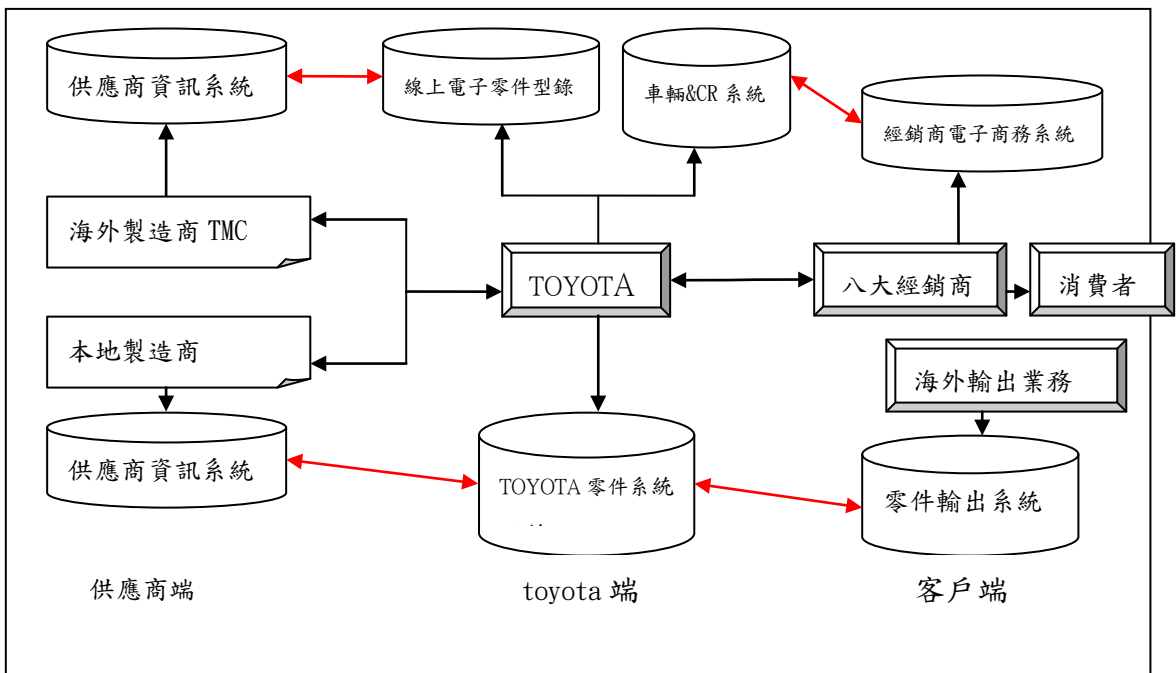 供應商資訊系統
線上電子零件型錄
車輛&CR 系統
經銷商電子商務系統
海外製造商 TMC
TOYOTA
八大經銷商
消費者
本地製造商
海外輸出業務
供應商資訊系統
TOYOTA 零件系統
零件輸出系統
供應商端
toyota 端
客戶端